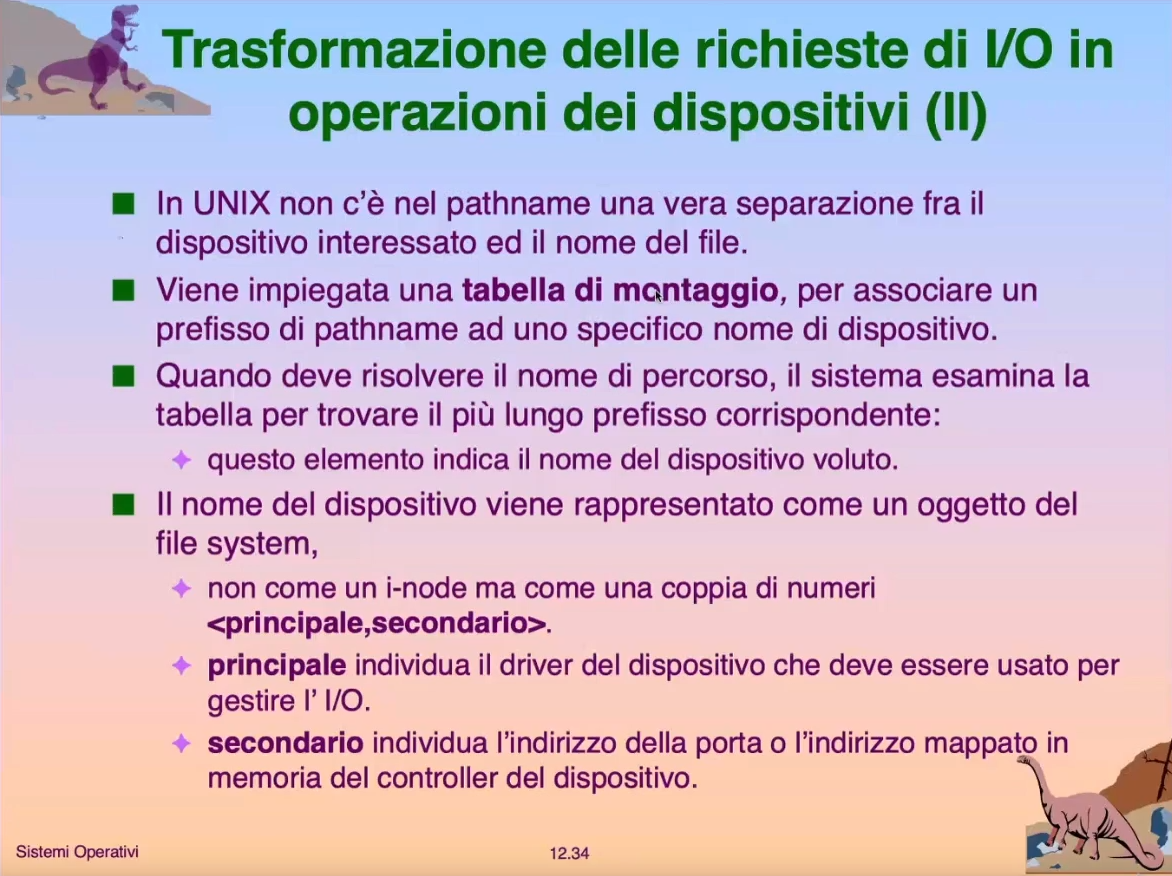 Trasformazione delle richieste di I/O in
operazioni dei dispositivi (II)
In UNIX non c'è nel pathname una vera separazione fra il
dispositivo interessato ed il nome del file.
Viene impiegata una tabella di montaggio, per associare un
prefisso di pathname ad uno specifico nome di dispositivo.
Quando deve risolvere il nome di percorso, il sistema esamina la
tabella per trovare il più lungo prefisso corrispondente:
questo elemento indica il nome del dispositivo voluto.
Il nome del dispositivo viene rappresentato come un oggetto del
file system,
non come un i-node ma come una coppia di numeri
<principale,secondario>.
principale individua il driver del dispositivo che deve essere usato per
gestire l' I/O.
secondario individua l'indirizzo della porta o l'indirizzo mappato in
memoria del controller del dispositivo.
Sistemi Operativi
12.34